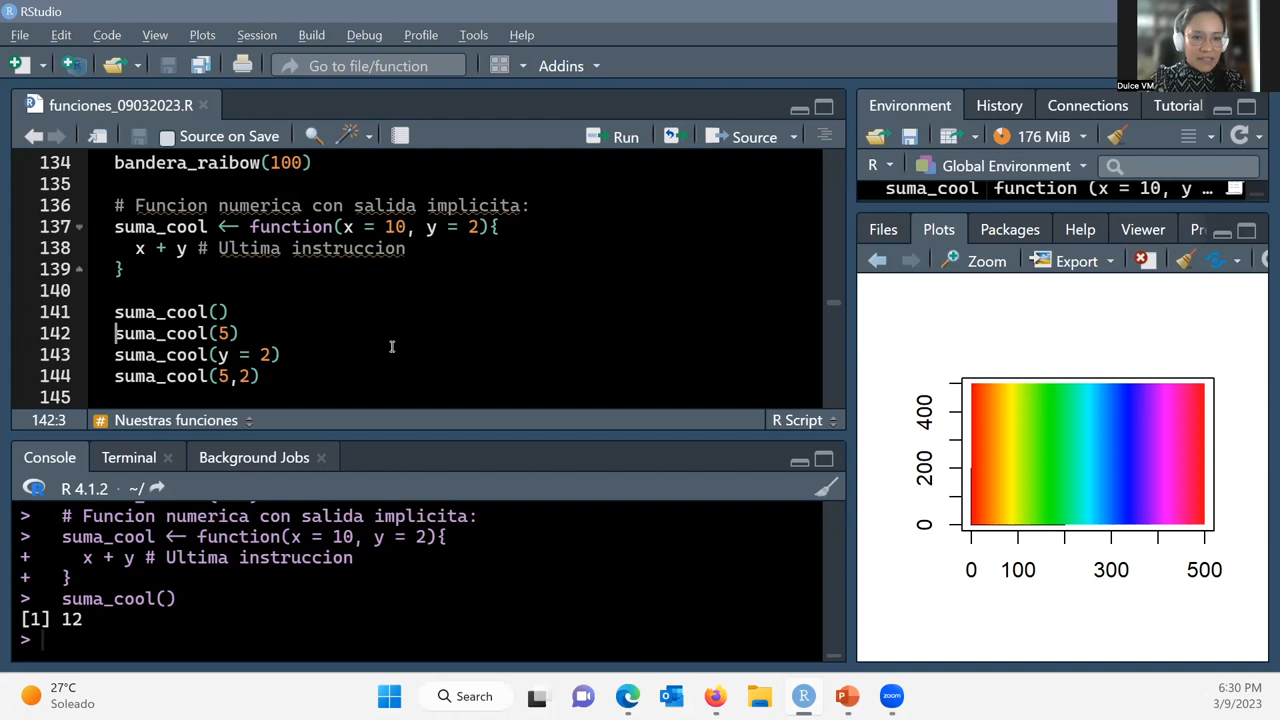 RStudio
File Edit Code View Plots Session Build Debug Profile Tools Help
Go to file/function Addins
Dulce VM
funciones_09032023.R
Source on Save Run Source
134 bandera_raibow(100)
135
136 # Funcion numerica con salida implicita:
137 suma_cool <- function(x = 10, y = 2){
138 x + y # Ultima instruccion
139 }
140
141 suma_cool()
142 suma_cool(5)
143 suma_cool(y = 2)
144 suma_cool(5,2)
145
142:3 Nuestras funciones R Script
Console Terminal Background Jobs
R 4.1.2 · ~/
> # Funcion numerica con salida implicita:
> suma_cool <- function(x = 10, y = 2){
+ x + y # Ultima instruccion
+ }
> suma_cool()
[1] 12
>
Environment History Connections Tutorial
176 MiB
R Global Environment
suma_cool function (x = 10, y …
Files Plots Packages Help Viewer Pr
Zoom Export
400
200
0
0 100 300 500
27°C
Soleado
Search
zoom
6:30 PM
3/9/2023